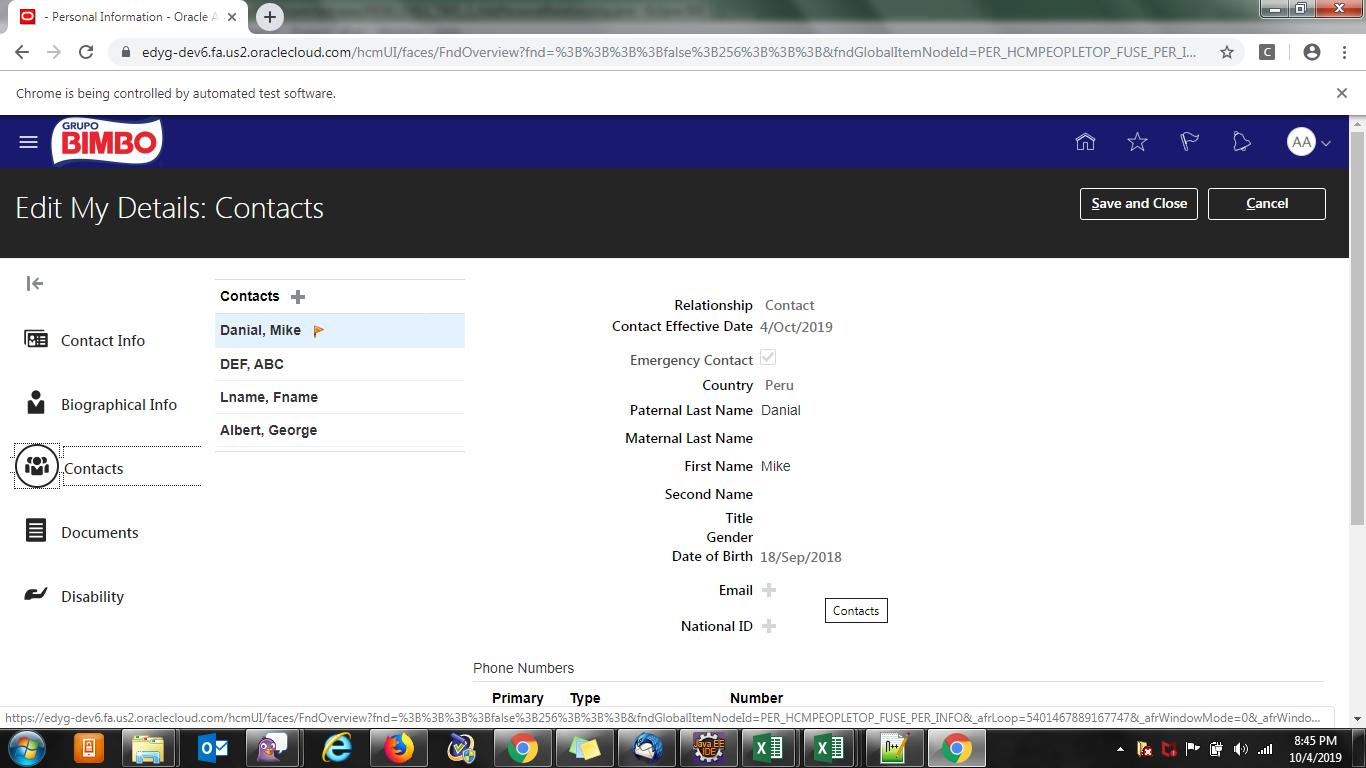 - Personal Information - Oracle A
edyg-dev6.fa.us2.oraclecloud.com/hcmUI/faces/FndOverview?fnd=%3B%3B%3B%3Bfalse%3B256%3B%3B%3B&fndGlobalItemNodeId=PER_HCMPEOPLETOP_FUSE_PER_I...
C
Chrome is being controlled by automated test software.
GRUPO
BIMBO
AA
Edit My Details: Contacts
Save and Close
Cancel
Contact Info
Biographical Info
Contacts
Documents
Disability
Contacts
Danial, Mike
DEF, ABC
Lname, Fname
Albert, George
Relationship Contact
Contact Effective Date 4/Oct/2019
Emergency Contact
Country Peru
Paternal Last Name Danial
Maternal Last Name
First Name Mike
Second Name
Title
Gender
Date of Birth 18/Sep/2018
Email
National ID
Contacts
Phone Numbers
Primary Type Number
https://edyg-dev6.fa.us2.oraclecloud.com/hcmUI/faces/FndOverview?fnd=%3B%3B%3B%3Bfalse%3B256%3B%3B%3B&fndGlobalItemNodeId=PER_HCMPEOPLETOP_FUSE_PER_INFO&_afrLoop=5401467889167747&_afrWindowMode=0&_afrWindo...
Java EE
IDE
8:45 PM
10/4/2019